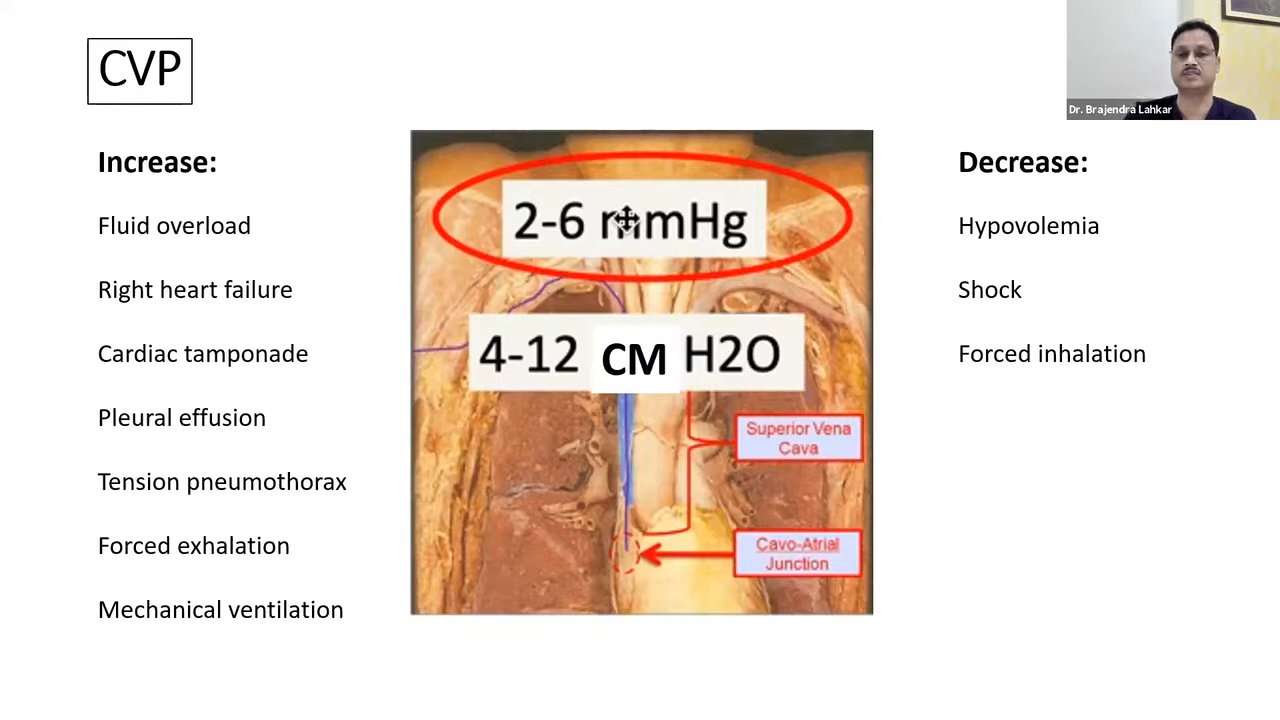 CVP
Dr. Brajendra Lahkar
Increase:
Fluid overload
Right heart failure
Cardiac tamponade
Pleural effusion
Tension pneumothorax
Forced exhalation
Mechanical ventilation
2-6 mmHg
4-12 CM H2O
Superior Vena
Cava
Cavo-Atrial
Junction
Decrease:
Hypovolemia
Shock
Forced inhalation